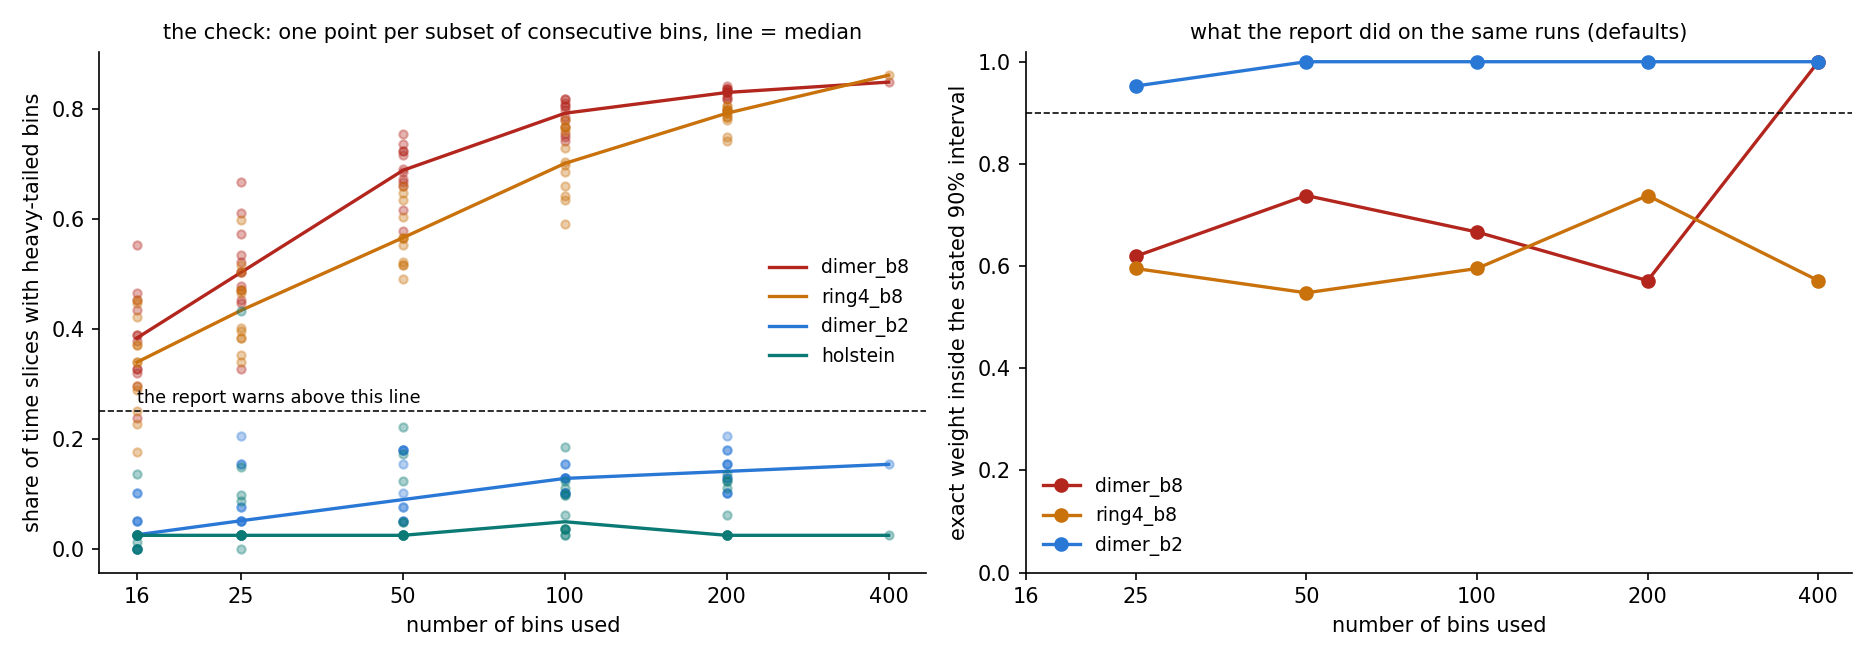 the check: one point per subset of consecutive bins, line = median
share of time slices with heavy-tailed bins
0.8
0.6
0.4
0.2
0.0
dimer_b8
ring4_b8
dimer_b2
holstein
the report warns above this line
16 25 50 100 200 400
number of bins used
what the report did on the same runs (defaults)
exact weight inside the stated 90% interval
1.0
0.8
0.6
0.4
0.2
0.0
dimer_b8
ring4_b8
dimer_b2
16 25 50 100 200 400
number of bins used